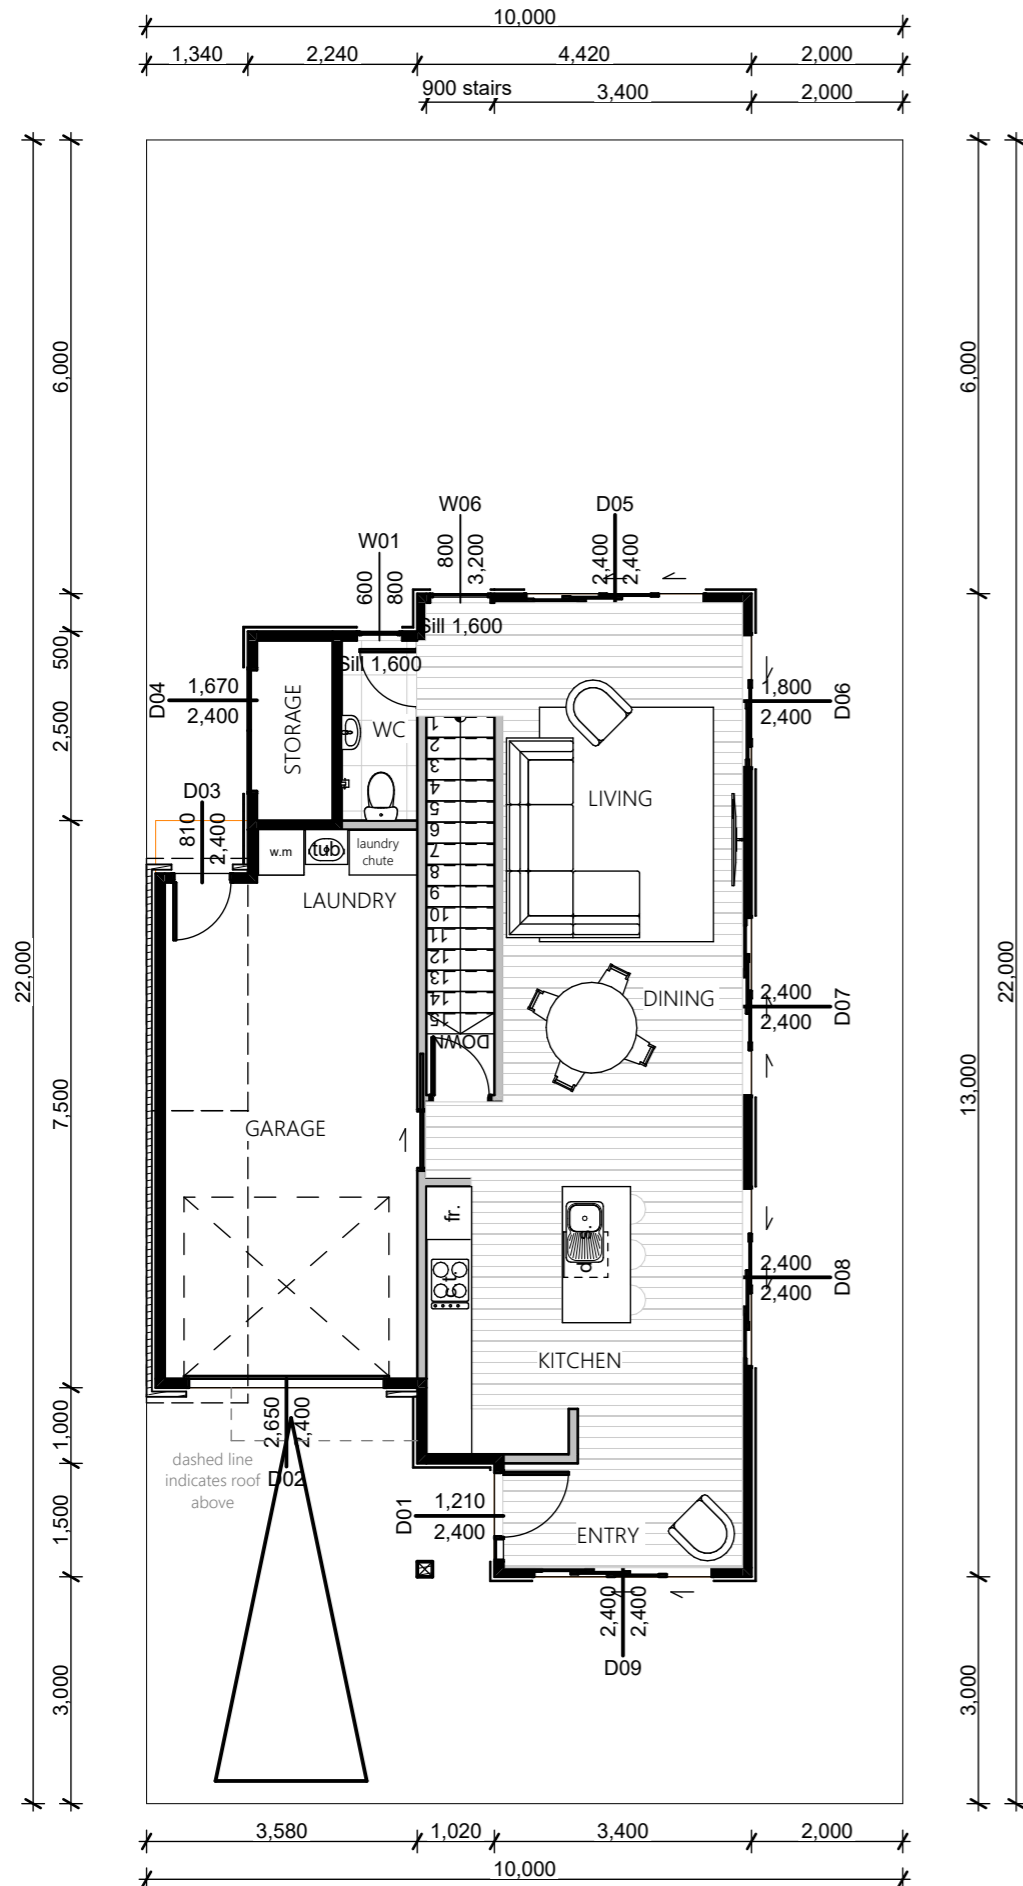 10,000
1,340
2,240
4,420
2,000
900 stairs
3,400
2,000
6,000
6,000
W06
D05
W01
800
3,200
2,400
2,400
600
800
Sill 1,600
500
Sill 1,600
D04
1,670
2,400
STORAGE
WC
1,800
2,400
D06
2,500
1
2
3
4
5
6
7
8
9
10
11
12
13
14
15
DOWN
LIVING
D03
810
2,400
w.m
tub
laundry
chute
LAUNDRY
22,000
22,000
DINING
2,400
2,400
D07
7,500
13,000
GARAGE
fr.
ct.
2,400
2,400
D08
KITCHEN
1,000
2,650
2,400
D02
dashed line
indicates roof
above
1,500
D01
1,210
2,400
ENTRY
2,400
2,400
D09
3,000
3,000
3,580
1,020
3,400
2,000
10,000